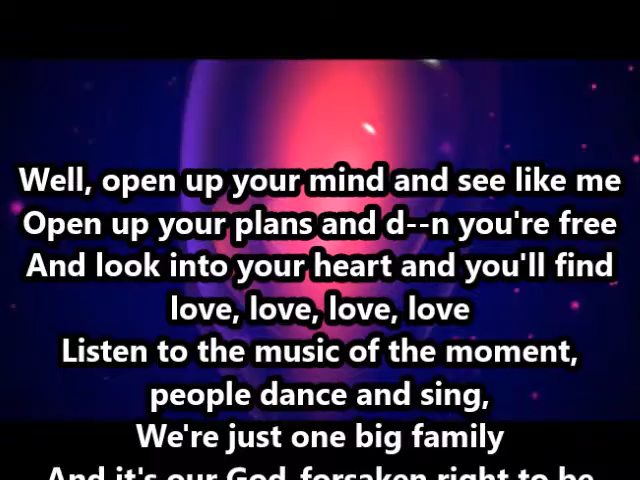 Well, open up your mind and see like me
Open up your plans and d--n you're free
And look into your heart and you'll find
love, love, love, love
Listen to the music of the moment,
people dance and sing,
We're just one big family
And it's our God-forsaken right to be